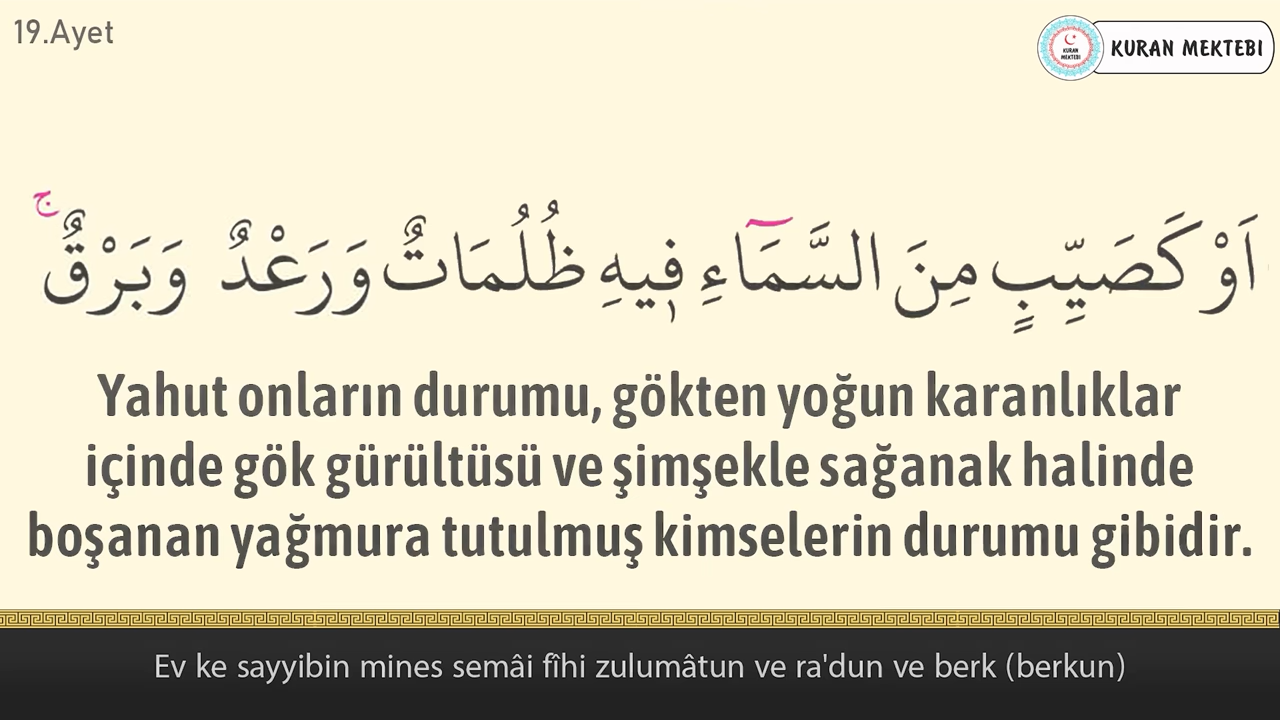 19.Ayet
KURAN MEKTEBI
KURAN
MEKTEBİ
ج
اَوْ كَصَيِّبٍ مِنَ السَّمَٓاءِ ف۪يهِ ظُلُمَاتٌ وَرَعْدٌ وَبَرْقٌ
Yahut onların durumu, gökten yoğun karanlıklar
içinde gök gürültüsü ve şimşekle sağanak halinde
boşanan yağmura tutulmuş kimselerin durumu gibidir.
Ev ke sayyibin mines semâi fîhi zulumâtun ve ra'dun ve berk (berkun)